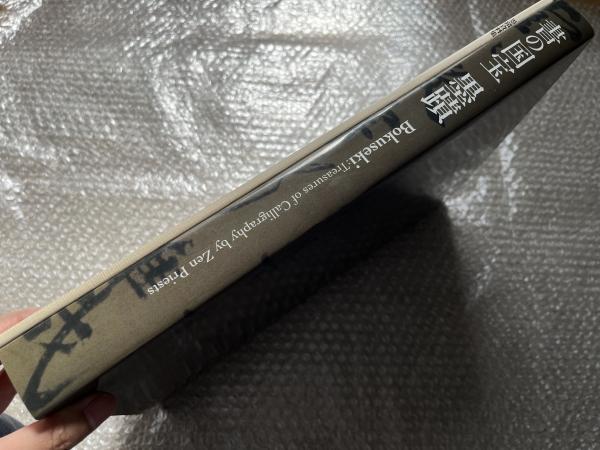 書の国宝 墨蹟
Bokuseki: Treasures of Calligraphy by Zen Priests